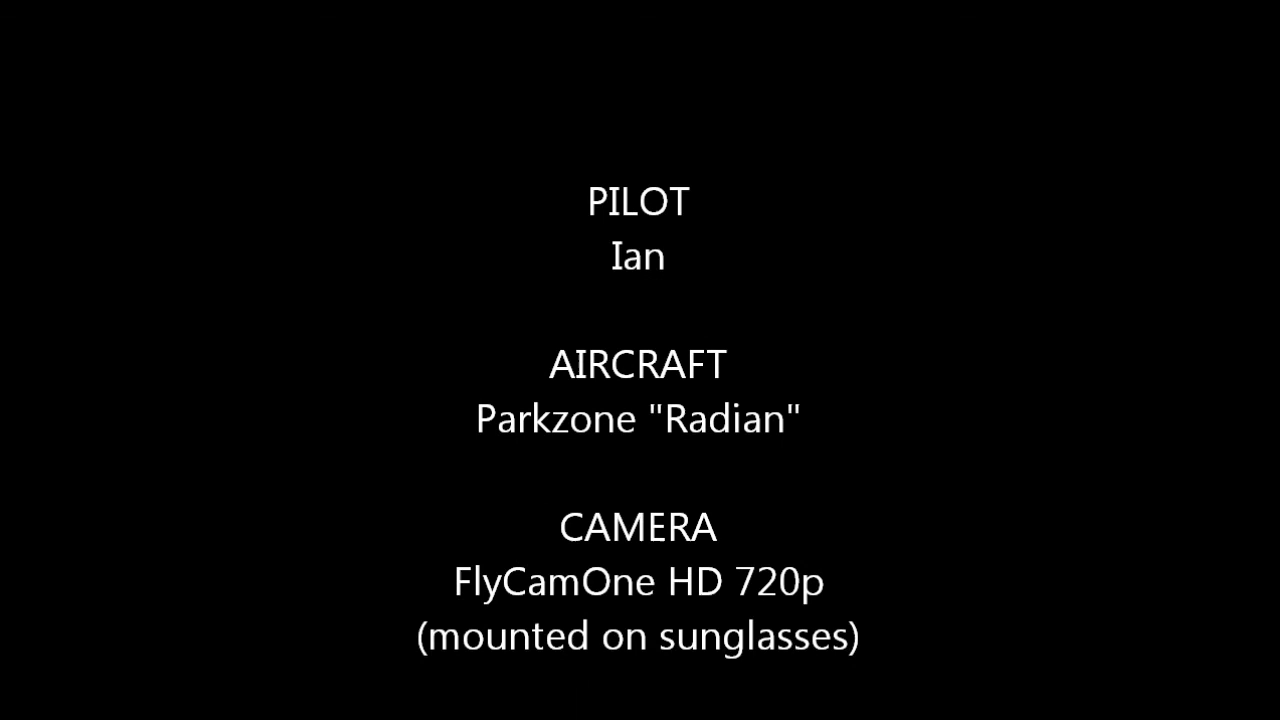 PILOT
Ian
AIRCRAFT
Parkzone "Radian"
CAMERA
FlyCamOne HD 720p
(mounted on sunglasses)